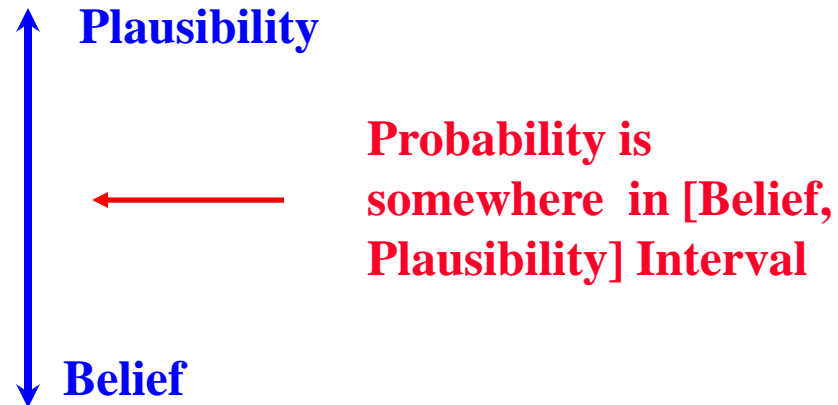 Plausibility
Probability is
somewhere in [Belief,
Plausibility] Interval
Belief